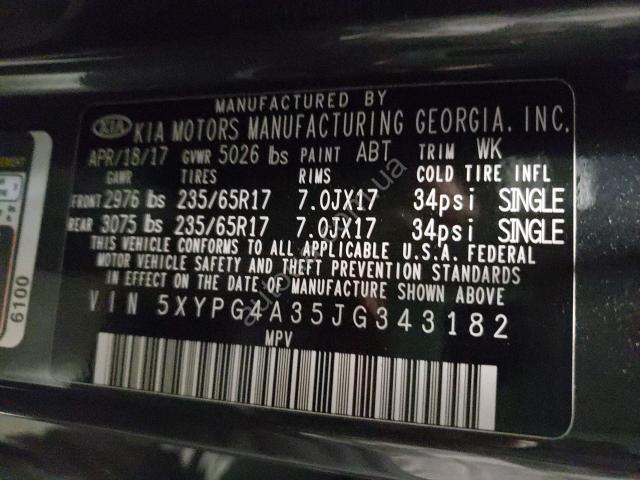 MANUFACTURED BY
KIA KIA MOTORS MANUFACTURING GEORGIA, INC.
APR/18/17 GVWR 5026 lbs PAINT ABT TRIM WK
GAWR TIRES RIMS COLD TIRE INFL
FRONT 2976 lbs 235/65R17 7.0JX17 34psi SINGLE
REAR 3075 lbs 235/65R17 7.0JX17 34psi SINGLE
THIS VEHICLE CONFORMS TO ALL APPLICABLE U.S.A. FEDERAL
MOTOR VEHICLE SAFETY AND THEFT PREVENTION STANDARDS
IN EFFECT ON THE DATE OF MANUFACTURE SHOWN ABOVE
VIN 5XYPG4A35JG343182
MPV
6100